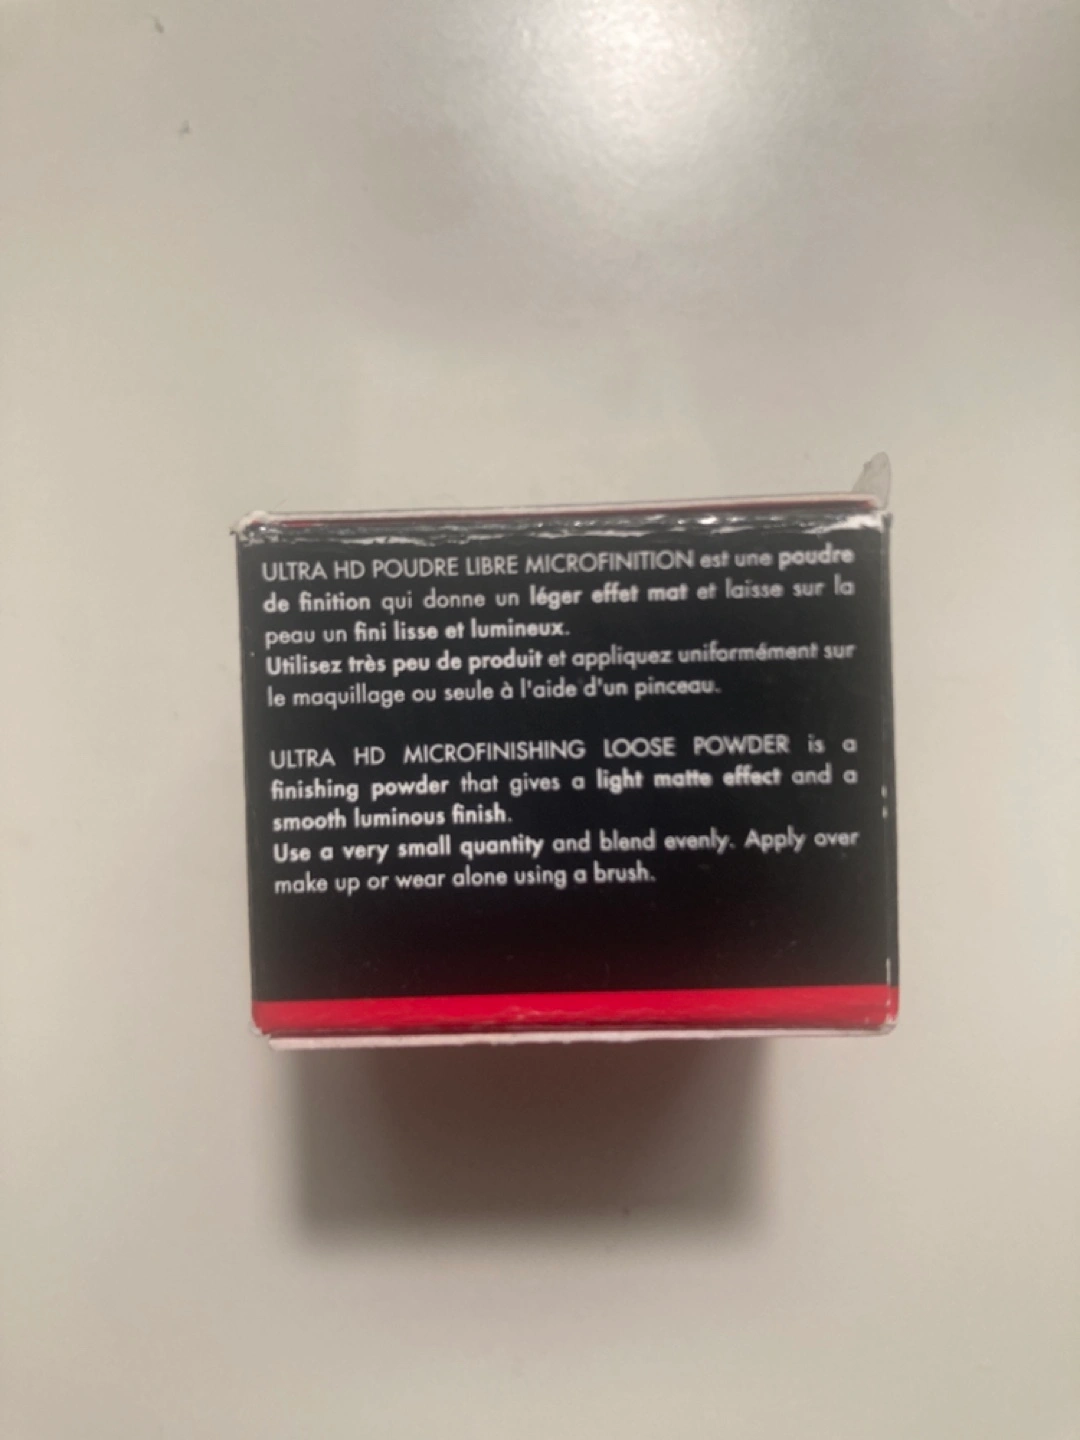 ULTRA HD POUDRE LIBRE MICROFINITION est une poudre
de finition qui donne un léger effet mat et laisse sur la
peau un fini lisse et lumineux.
Utilisez très peu de produit et appliquez uniformément sur
le maquillage ou seule à l'aide d'un pinceau.
ULTRA HD MICROFINISHING LOOSE POWDER is a
finishing powder that gives a light matte effect and a
smooth luminous finish.
Use a very small quantity and blend evenly. Apply over
make up or wear alone using a brush.